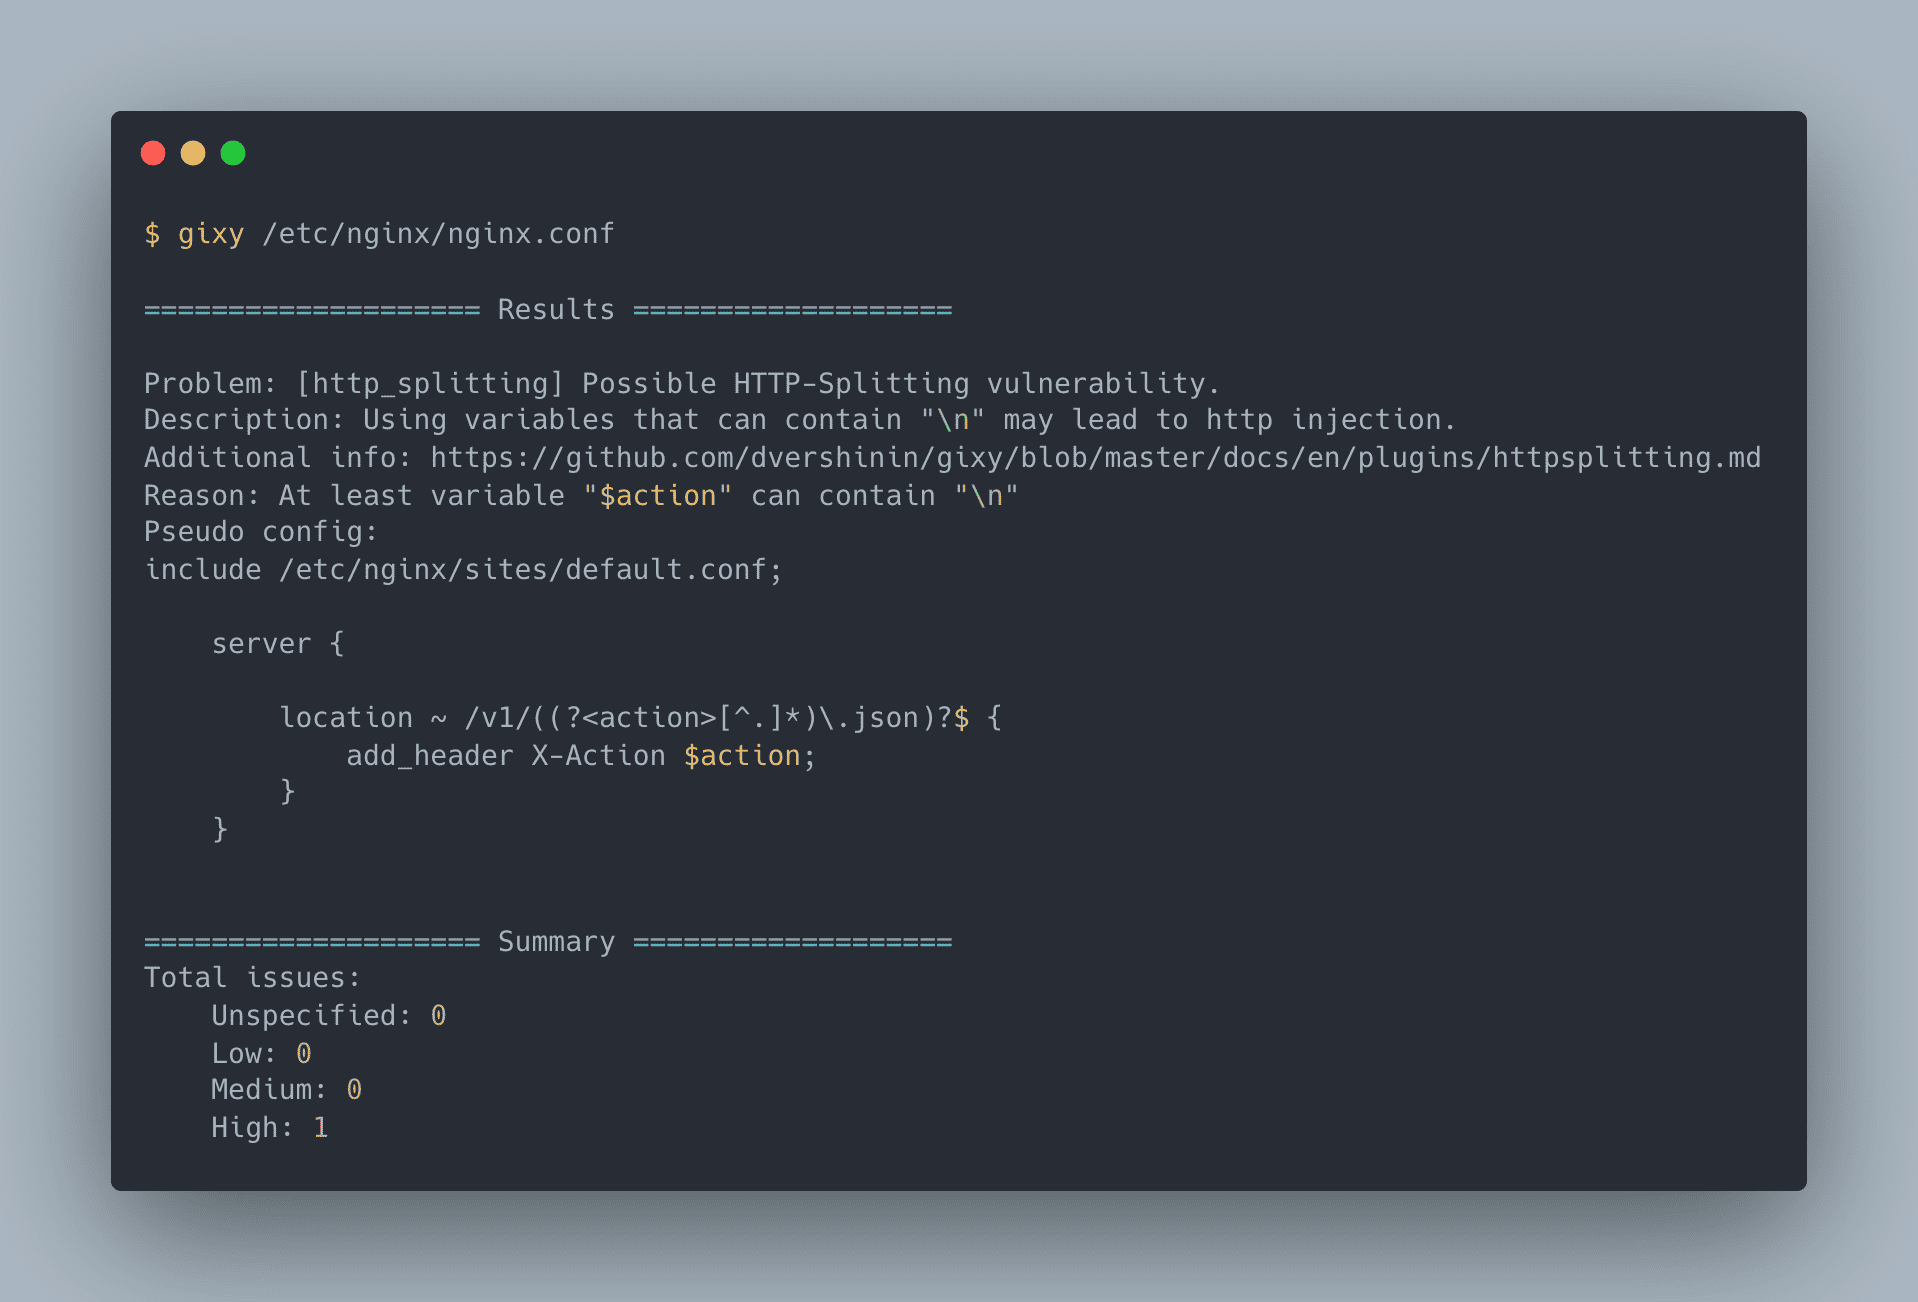 $ gixy /etc/nginx/nginx.conf
==================== Results ===================
Problem: [http_splitting] Possible HTTP-Splitting vulnerability.
Description: Using variables that can contain "\n" may lead to http injection.
Additional info: https://github.com/dvershinin/gixy/blob/master/docs/en/plugins/httpsplitting.md
Reason: At least variable "$action" can contain "\n"
Pseudo config:
include /etc/nginx/sites/default.conf;
    server {
        location ~ /v1/((?<action>[^.]*)\.json)?$ {
            add_header X-Action $action;
        }
    }
==================== Summary ===================
Total issues:
    Unspecified: 0
    Low: 0
    Medium: 0
    High: 1